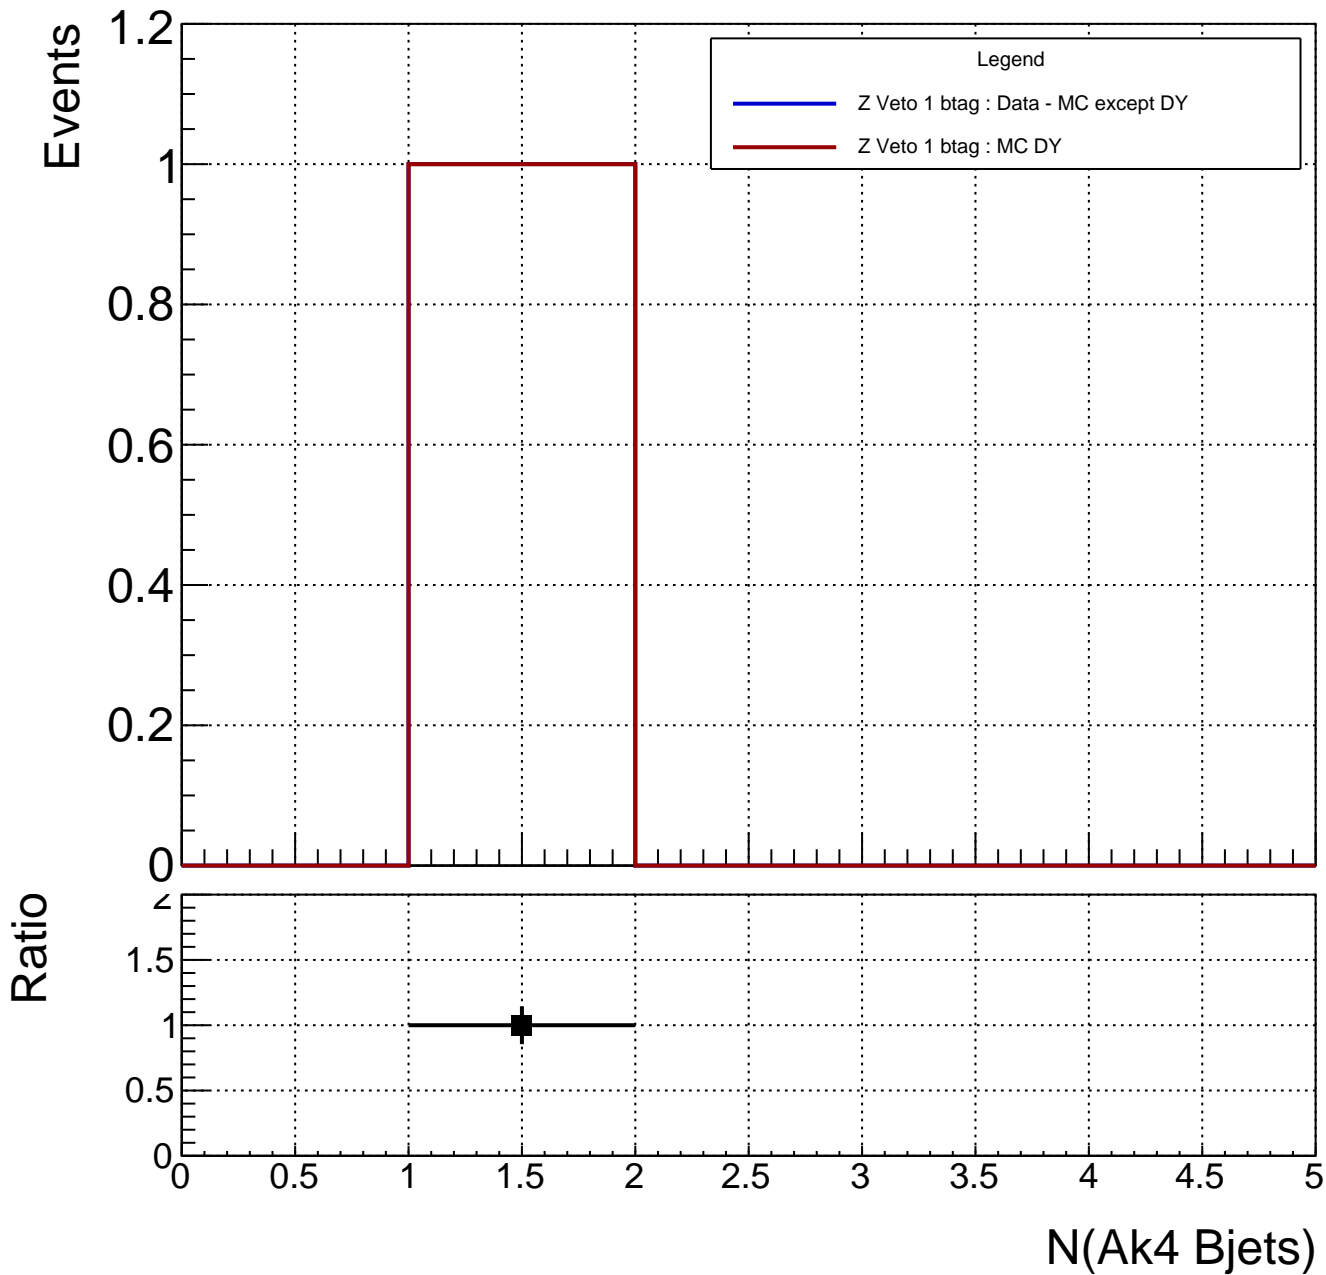 Events
1.2
1
0.8
0.6
0.4
0.2
0
Legend
Z Veto 1 btag : Data - MC except DY
Z Veto 1 btag : MC DY
Ratio
2
1.5
1
0.5
0
0 0.5 1 1.5 2 2.5 3 3.5 4 4.5 5
N(Ak4 Bjets)